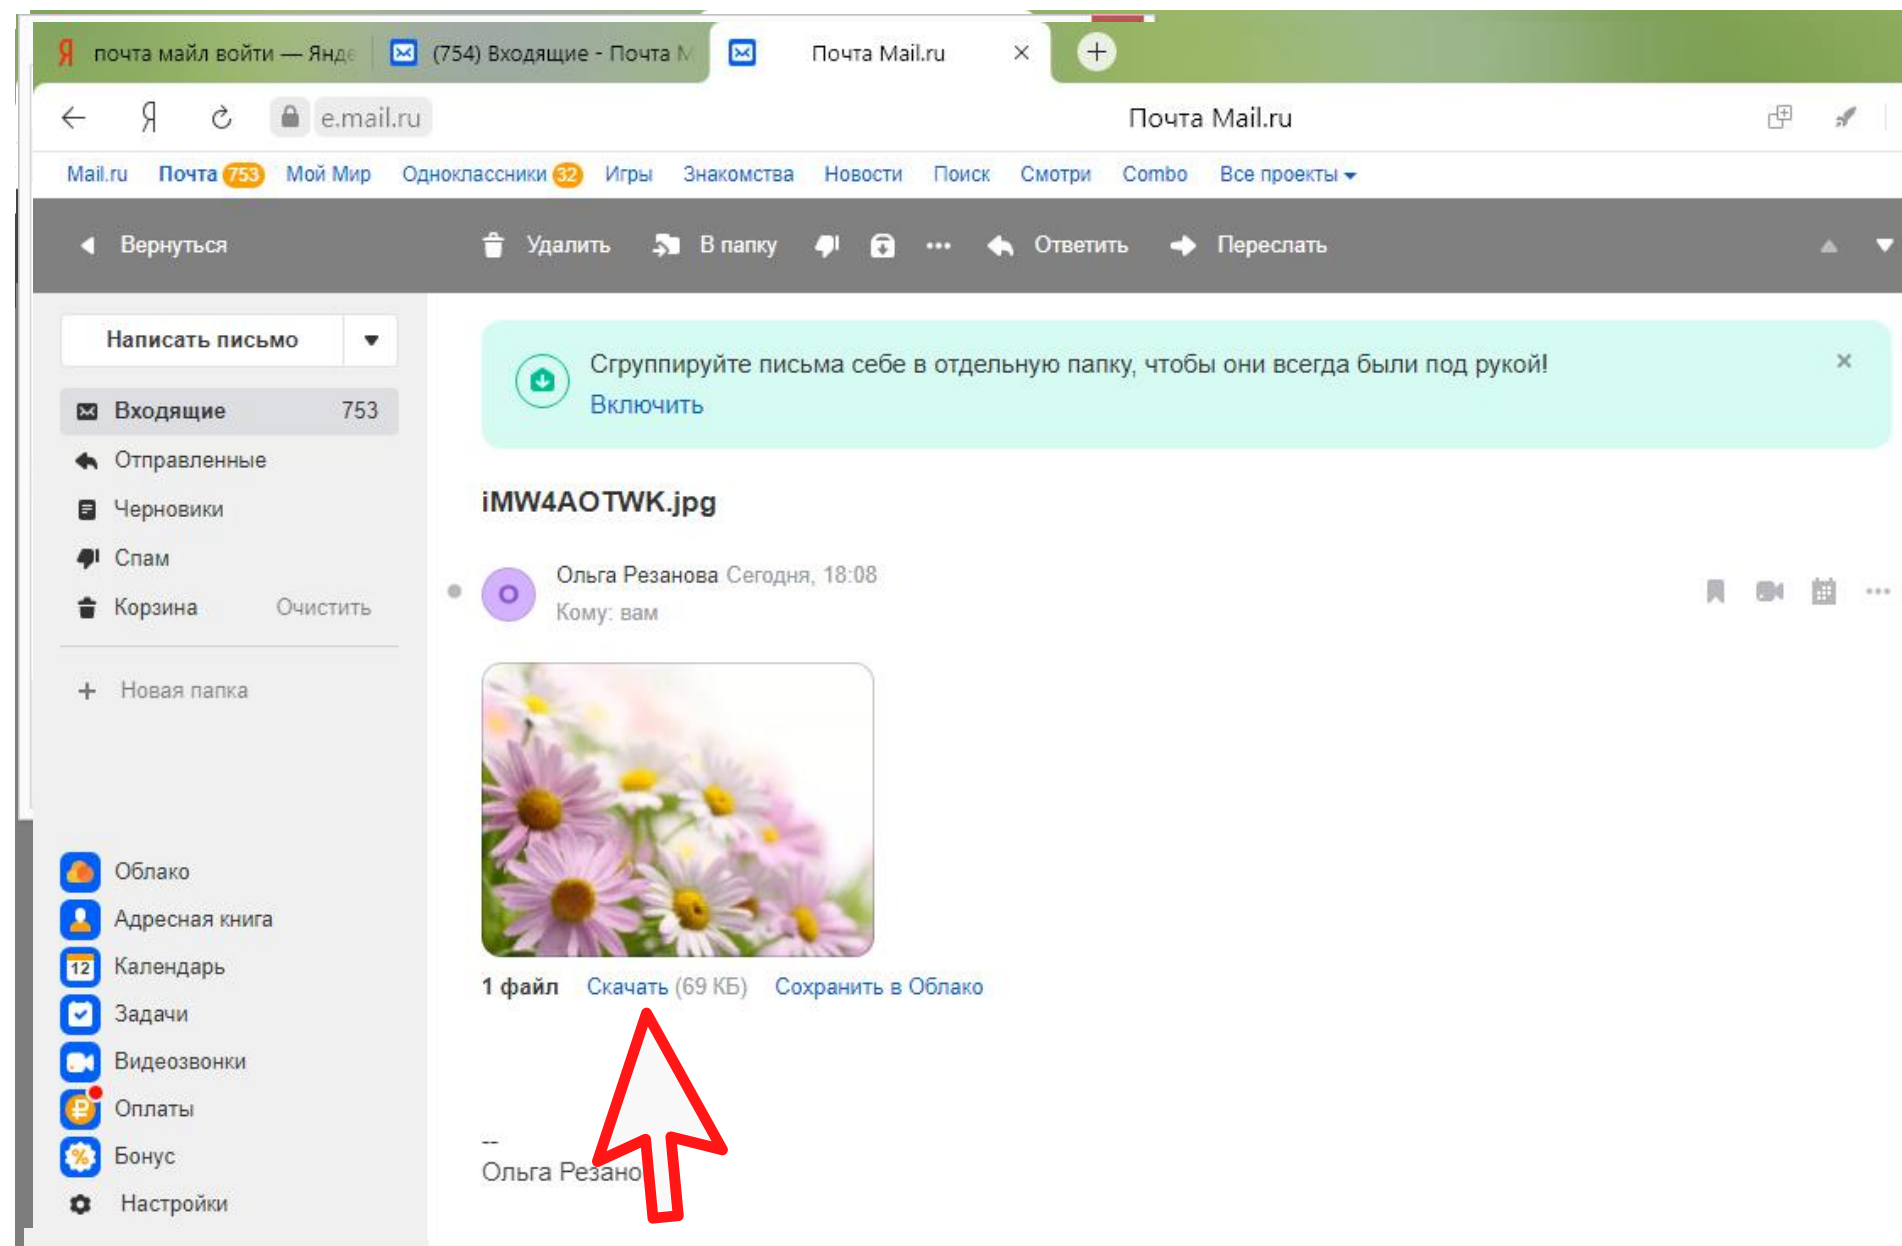 Я почта майл войти — Янде
(754) Входящие - Почта М
Почта Mail.ru
Я e.mail.ru Почта Mail.ru
Mail.ru Почта 753 Мой Мир Одноклассники 32 Игры Знакомства Новости Поиск Смотри Combo Все проекты
Вернуться Удалить В папку Ответить Переслать
Написать письмо
Входящие 753
Отправленные
Черновики
Спам
Корзина Очистить
Новая папка
Облако
Адресная книга
12 Календарь
Задачи
Видеозвонки
Оплаты
% Бонус
Настройки
Сгруппируйте письма себе в отдельную папку, чтобы они всегда были под рукой!
Включить
iMW4AOTWK.jpg
О Ольга Резанова Сегодня, 18:08
Кому: вам
1 файл Скачать (69 КБ) Сохранить в Облако
--
Ольга Резано